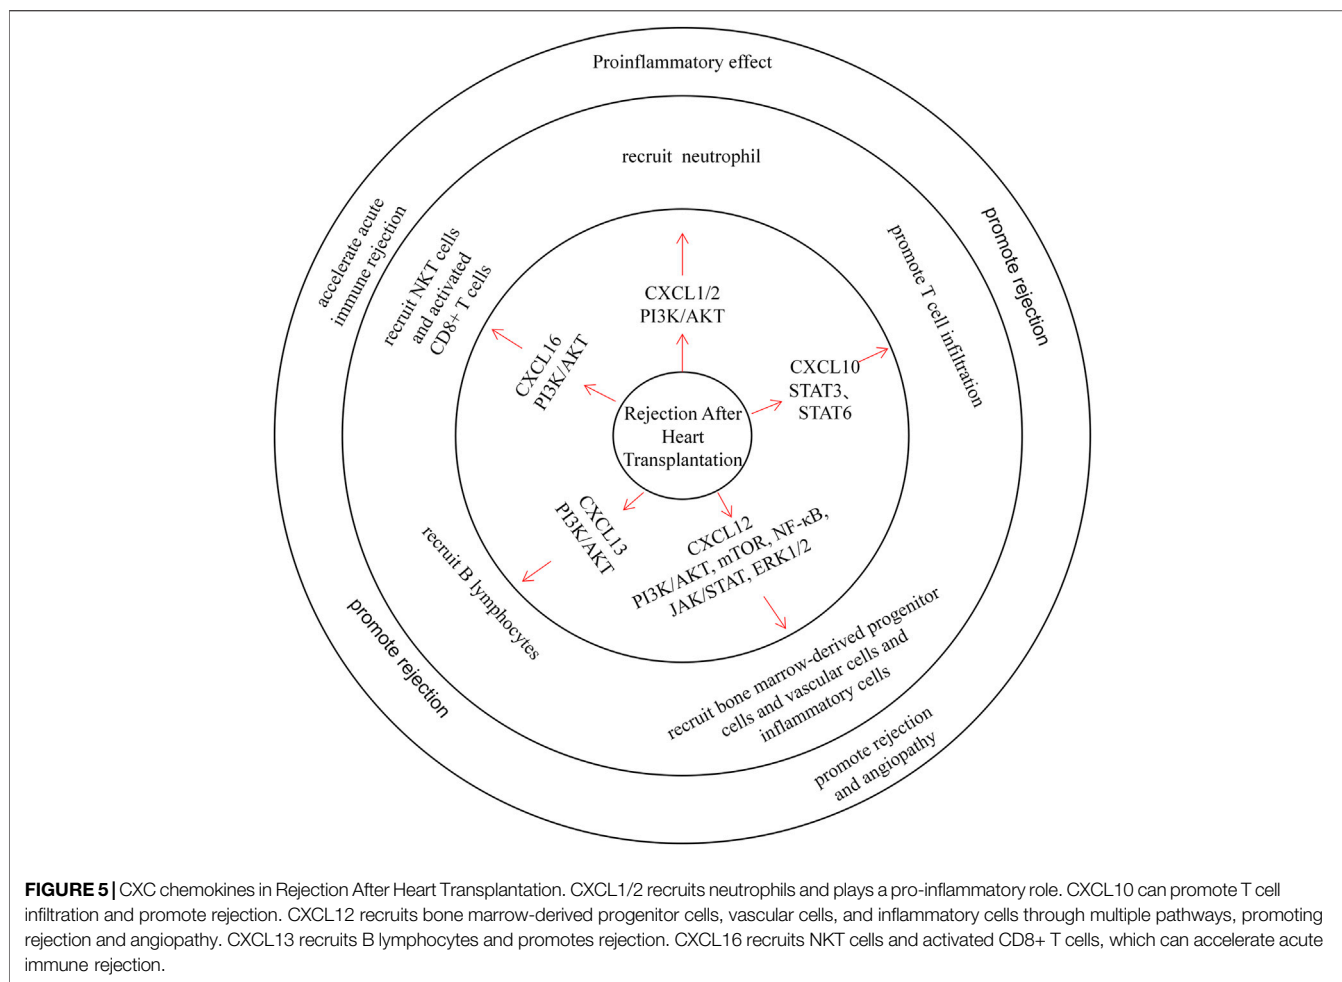 Proinflammatory effect
recruit neutrophil
accelerate acute
immune rejection
recruit NKT cells
and activated
CD8+ T cells
promote T cell infiltration
promote rejection
CXCL1/2
PI3K/AKT
CXCL16
PI3K/AKT
CXCL10
STAT3、
STAT6
Rejection After
Heart
Transplantation
CXCL13
PI3K/AKT
CXCL12
PI3K/AKT, mTOR, NF-κB,
JAK/STAT, ERK1/2
recruit B lymphocytes
promote rejection
recruit bone marrow-derived progenitor
cells and vascular cells and
inflammatory cells
promote rejection
and angiopathy
FIGURE 5 | CXC chemokines in Rejection After Heart Transplantation. CXCL1/2 recruits neutrophils and plays a pro-inflammatory role. CXCL10 can promote T cell
infiltration and promote rejection. CXCL12 recruits bone marrow-derived progenitor cells, vascular cells, and inflammatory cells through multiple pathways, promoting
rejection and angiopathy. CXCL13 recruits B lymphocytes and promotes rejection. CXCL16 recruits NKT cells and activated CD8+ T cells, which can accelerate acute
immune rejection.